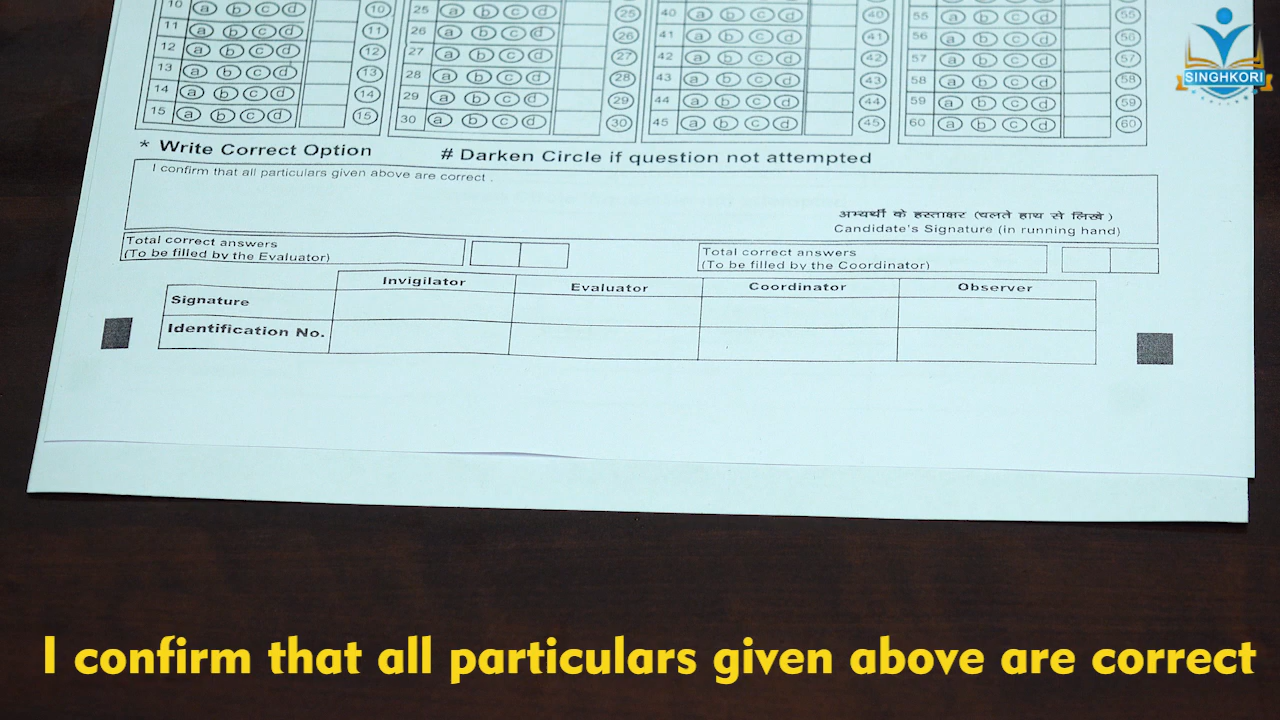 10 a b c d 10 25 a b c d 25 40 a b c d 40 55 a b c d 55
11 a b c d 11 26 a b c d 26 41 a b c d 41 56 a b c d 56
12 a b c d 12 27 a b c d 27 42 a b c d 42 57 a b c d 57
13 a b c d 13 28 a b c d 28 43 a b c d 43 58 a b c d 58
14 a b c d 14 29 a b c d 29 44 a b c d 44 59 a b c d 59
15 a b c d 15 30 a b c d 30 45 a b c d 45 60 a b c d 60
SINGHKORI
* Write Correct Option # Darken Circle if question not attempted
I confirm that all particulars given above are correct .
अभ्यर्थी के हस्ताक्षर (चलते हाथ से लिखें )
Candidate's Signature (in running hand)
Total correct answers
(To be filled by the Evaluator)
Total correct answers
(To be filled by the Coordinator)
Invigilator Evaluator Coordinator Observer
Signature
Identification No.
I confirm that all particulars given above are correct